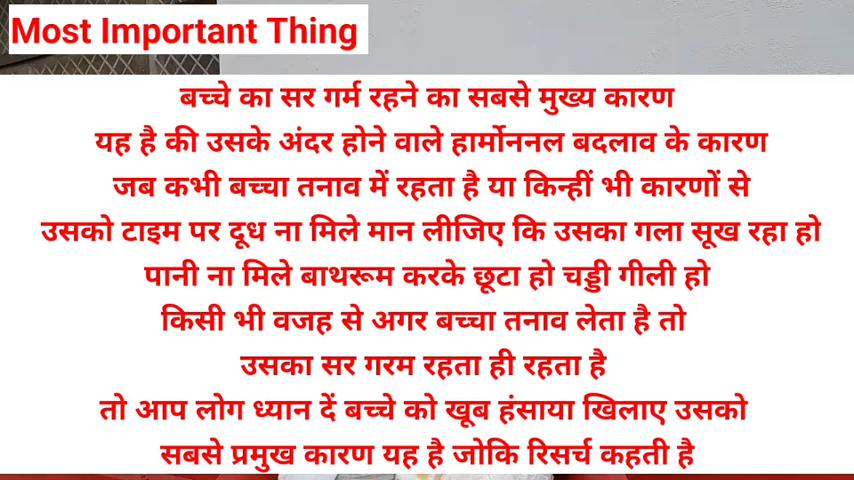 Most Important Thing
बच्चे का सर गर्म रहने का सबसे मुख्य कारण
यह है की उसके अंदर होने वाले हार्मोननल बदलाव के कारण
जब कभी बच्चा तनाव में रहता है या किन्हीं भी कारणों से
उसको टाइम पर दूध ना मिले मान लीजिए कि उसका गला सूख रहा हो
पानी ना मिले बाथरूम करके छूटा हो चड्डी गीली हो
किसी भी वजह से अगर बच्चा तनाव लेता है तो
उसका सर गरम रहता ही रहता है
तो आप लोग ध्यान दें बच्चे को खूब हंसाया खिलाए उसको
सबसे प्रमुख कारण यह है जोकि रिसर्च कहती है